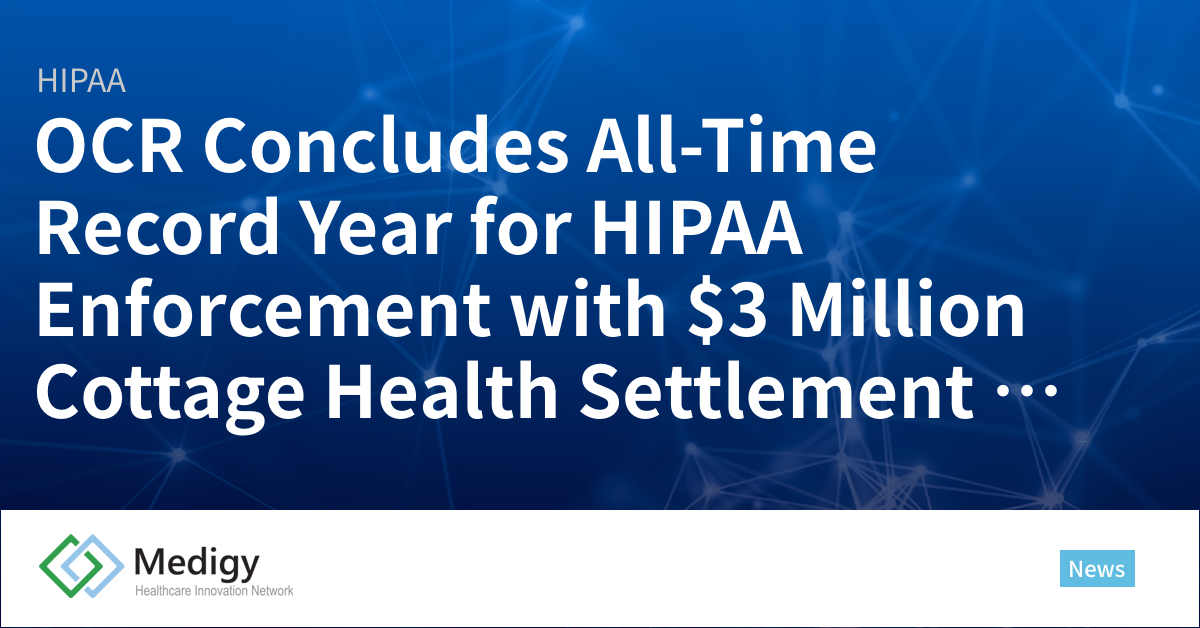 HIPAA
OCR Concludes All-Time
Record Year for HIPAA
Enforcement with $3 Million
Cottage Health Settlement ⋯
Medigy
Healthcare Innovation Network
News